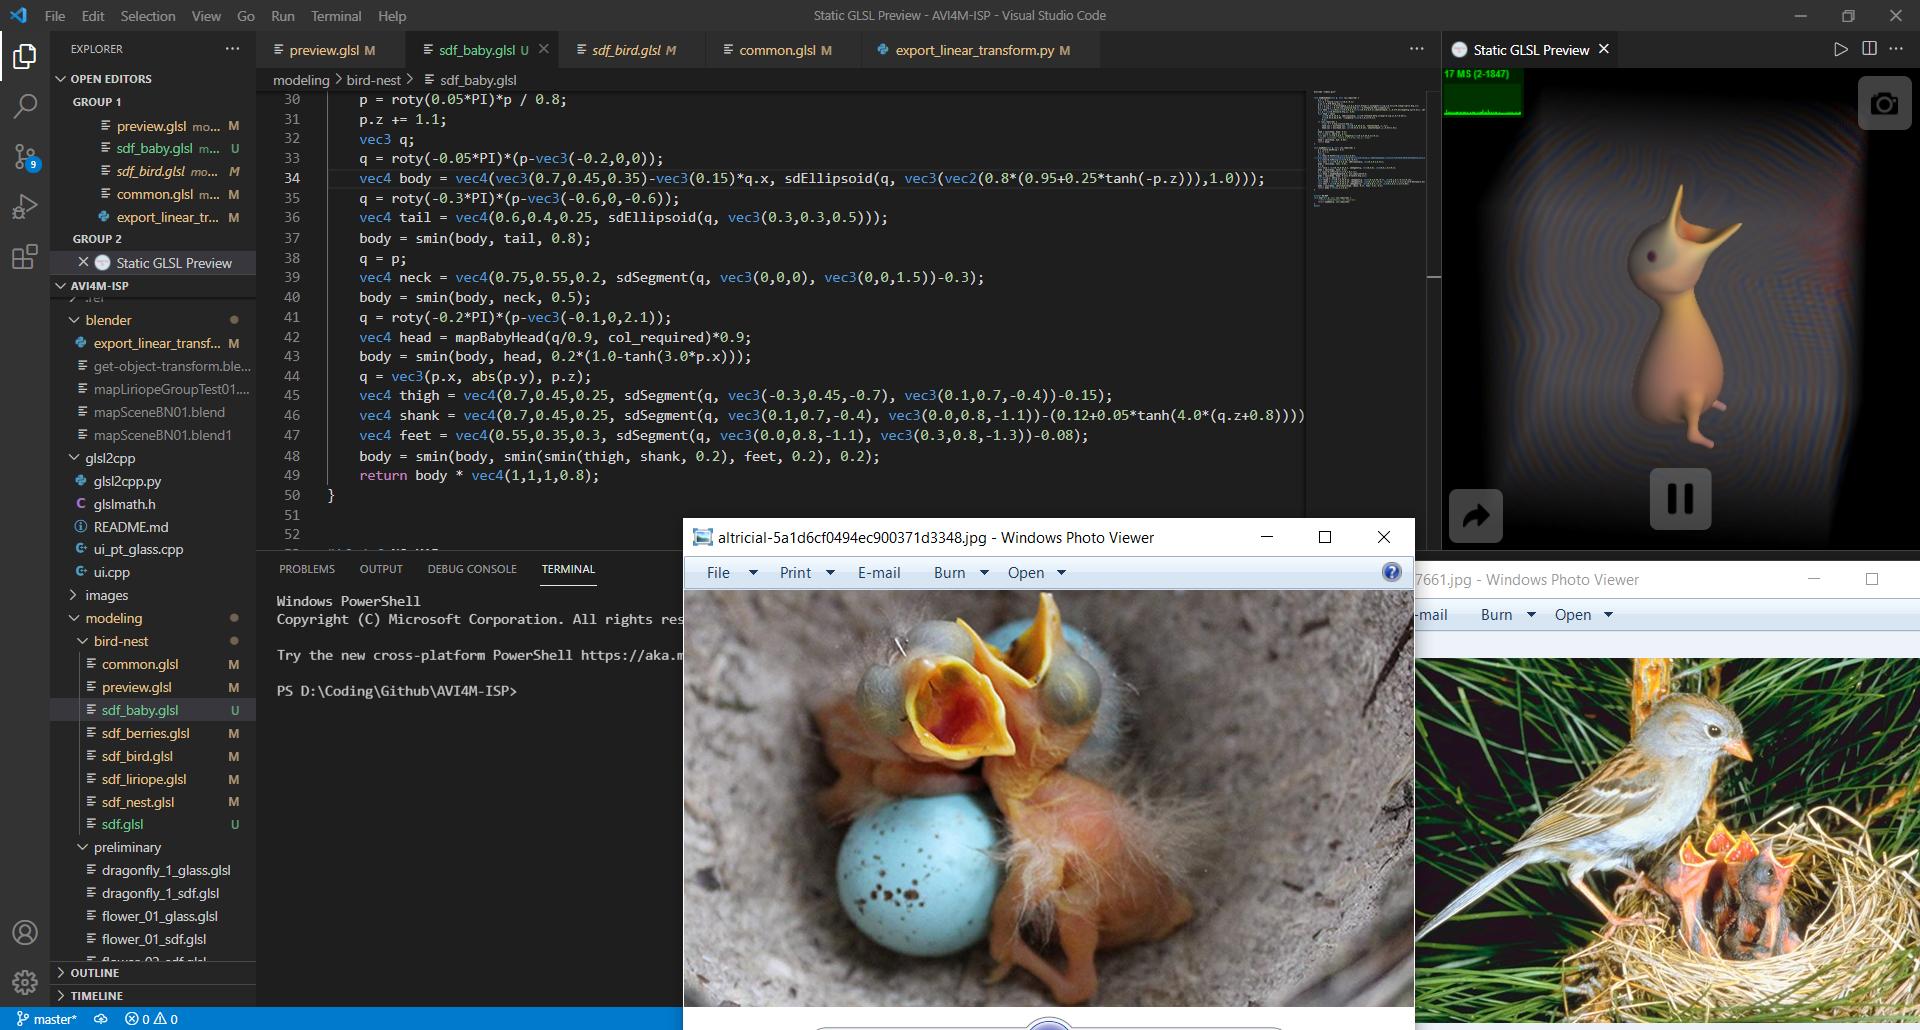 File Edit Selection View Go Run Terminal Help
Static GLSL Preview - AVI4M-ISP - Visual Studio Code
EXPLORER
OPEN EDITORS
GROUP 1
preview.glsl mo... M
sdf_baby.glsl m... U
sdf_bird.glsl mo... M
common.glsl mo... M
export_linear_tr... M
GROUP 2
Static GLSL Preview
AVI4M-ISP
blender
export_linear_transf... M
get-object-transform.ble...
mapLiriopeGroupTest01....
mapSceneBN01.blend
mapSceneBN01.blend1
glsl2cpp
glsl2cpp.py
glslmath.h
README.md
ui_pt_glass.cpp
ui.cpp
images
modeling
bird-nest
common.glsl M
preview.glsl M
sdf_baby.glsl U
sdf_berries.glsl M
sdf_bird.glsl M
sdf_liriope.glsl M
sdf_nest.glsl M
sdf.glsl U
preliminary
dragonfly_1_glass.glsl
dragonfly_1_sdf.glsl
flower_01_glass.glsl
flower_01_sdf.glsl
OUTLINE
TIMELINE
9
master* 0 0
preview.glsl M
sdf_baby.glsl U
sdf_bird.glsl M
common.glsl M
export_linear_transform.py M
modeling > bird-nest > sdf_baby.glsl
30 p = roty(0.05*PI)*p / 0.8;
31 p.z += 1.1;
32 vec3 q;
33 q = roty(-0.05*PI)*(p-vec3(-0.2,0,0));
34 vec4 body = vec4(vec3(0.7,0.45,0.35)-vec3(0.15)*q.x, sdEllipsoid(q, vec3(vec2(0.8*(0.95+0.25*tanh(-p.z))),1.0)));
35 q = roty(-0.3*PI)*(p-vec3(-0.6,0,-0.6));
36 vec4 tail = vec4(0.6,0.4,0.25, sdEllipsoid(q, vec3(0.3,0.3,0.5)));
37 body = smin(body, tail, 0.8);
38 q = p;
39 vec4 neck = vec4(0.75,0.55,0.2, sdSegment(q, vec3(0,0,0), vec3(0,0,1.5))-0.3);
40 body = smin(body, neck, 0.5);
41 q = roty(-0.2*PI)*(p-vec3(-0.1,0,2.1));
42 vec4 head = mapBabyHead(q/0.9, col_required)*0.9;
43 body = smin(body, head, 0.2*(1.0-tanh(3.0*p.x)));
44 q = vec3(p.x, abs(p.y), p.z);
45 vec4 thigh = vec4(0.7,0.45,0.25, sdSegment(q, vec3(-0.3,0.45,-0.7), vec3(0.1,0.7,-0.4))-0.15);
46 vec4 shank = vec4(0.7,0.45,0.25, sdSegment(q, vec3(0.1,0.7,-0.4), vec3(0.0,0.8,-1.1))-(0.12+0.05*tanh(4.0*(q.z+0.8))))
47 vec4 feet = vec4(0.55,0.35,0.3, sdSegment(q, vec3(0.0,0.8,-1.1), vec3(0.3,0.8,-1.3))-0.08);
48 body = smin(body, smin(smin(thigh, shank, 0.2), feet, 0.2), 0.2);
49 return body * vec4(1,1,1,0.8);
50 }
51
52
PROBLEMS OUTPUT DEBUG CONSOLE TERMINAL
Windows PowerShell
Copyright (C) Microsoft Corporation. All rights res
Try the new cross-platform PowerShell https://aka.m
PS D:\Coding\Github\AVI4M-ISP>
Static GLSL Preview
17 MS (2-1847)
altricial-5a1d6cf0494ec900371d3348.jpg - Windows Photo Viewer
File Print E-mail Burn Open
7661.jpg - Windows Photo Viewer
-mail Burn Open